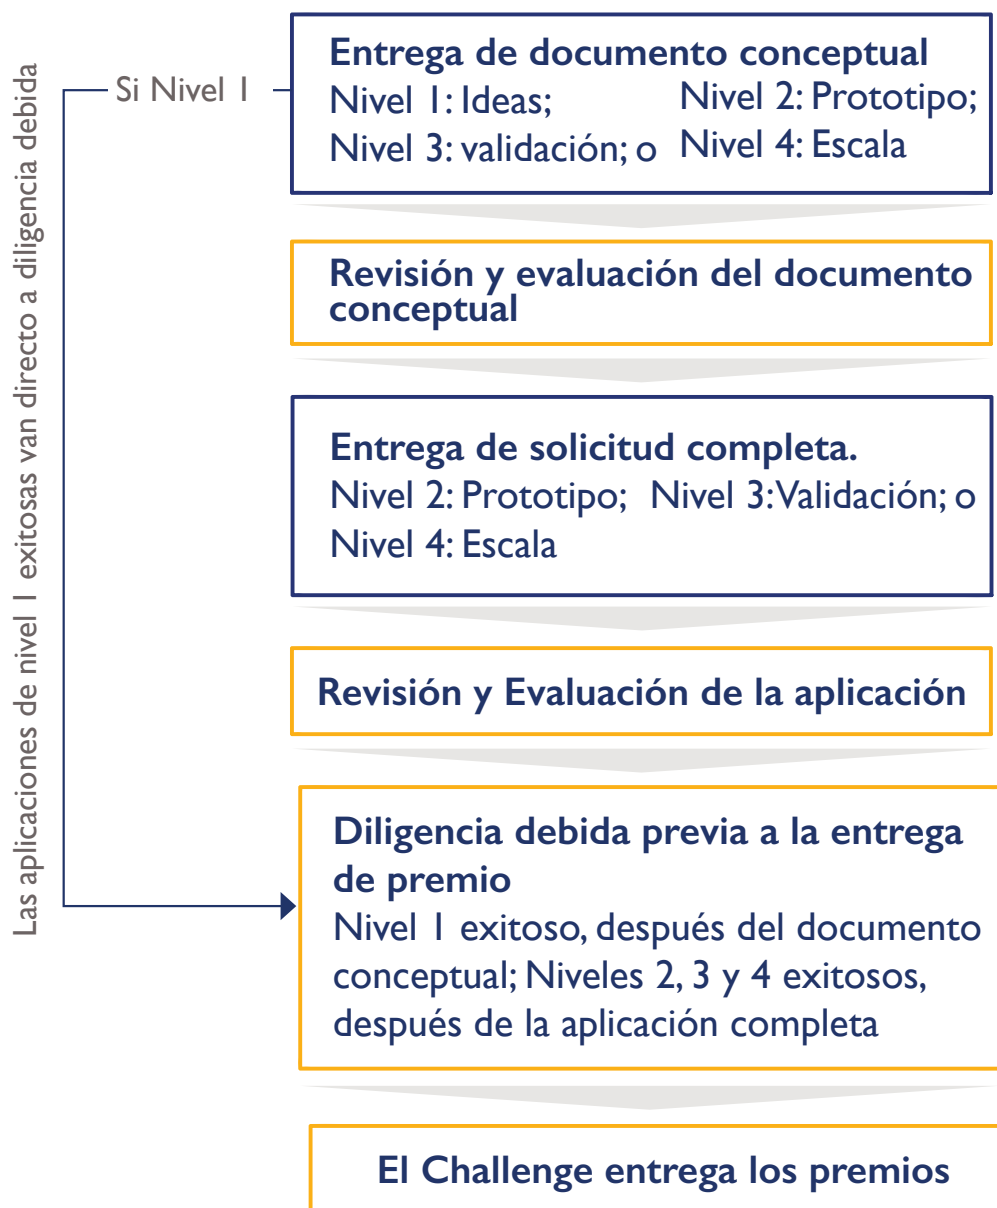 Las aplicaciones de nivel 1 exitosas van directo a diligencia debida
Si Nivel 1
Entrega de documento conceptual
Nivel 1: Ideas; Nivel 2: Prototipo;
Nivel 3: validación; o Nivel 4: Escala
Revisión y evaluación del documento
conceptual
Entrega de solicitud completa.
Nivel 2: Prototipo; Nivel 3: Validación; o
Nivel 4: Escala
Revisión y Evaluación de la aplicación
Diligencia debida previa a la entrega
de premio
Nivel 1 exitoso, después del documento
conceptual; Niveles 2, 3 y 4 exitosos,
después de la aplicación completa
El Challenge entrega los premios